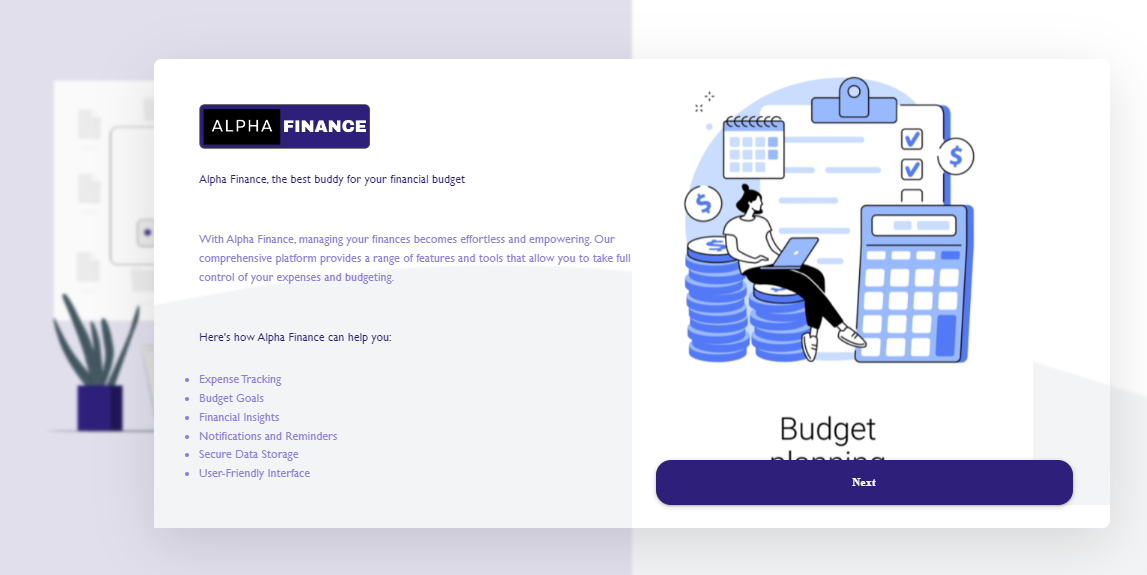 ALPHA FINANCE
Alpha Finance, the best buddy for your financial budget
With Alpha Finance, managing your finances becomes effortless and empowering. Our
comprehensive platform provides a range of features and tools that allow you to take full
control of your expenses and budgeting.
Here's how Alpha Finance can help you:
Expense Tracking
Budget Goals
Financial Insights
Notifications and Reminders
Secure Data Storage
User-Friendly Interface
$
$
$
Budget
planning
Next